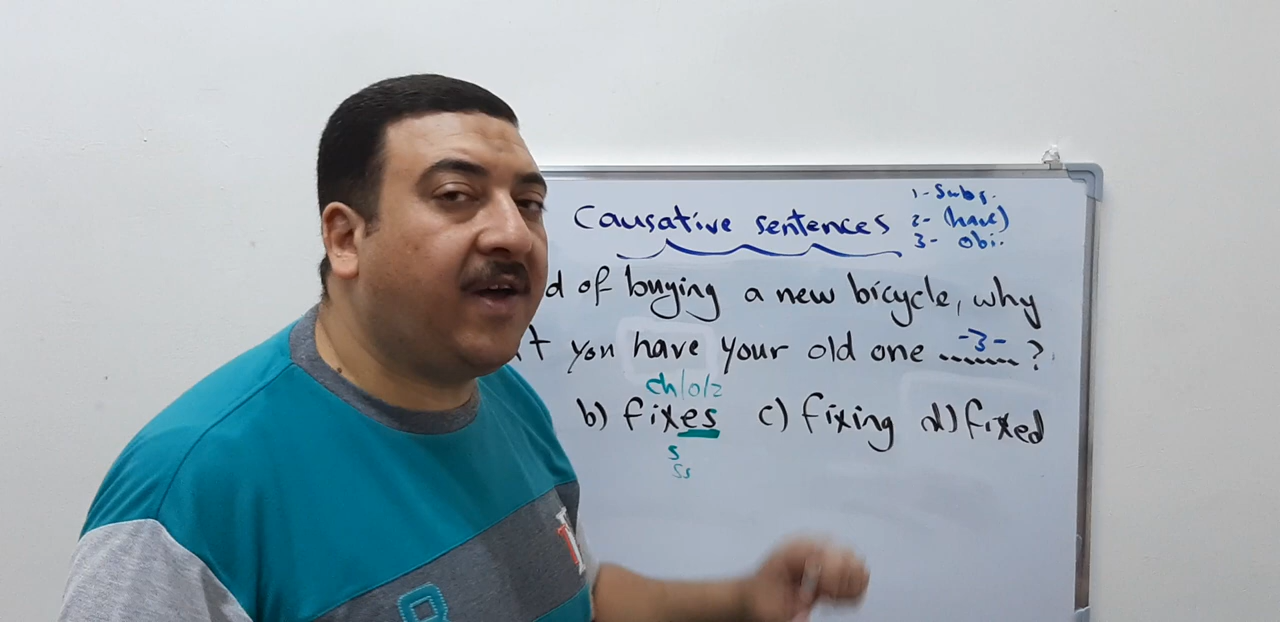 Causative sentences
1- Subj.
2- (have)
3- obj.
d of buying a new bicycle, why
t you have your old one -3- ........?
ch/o/z
b) fixes c) fixing d) fixed
s
ss